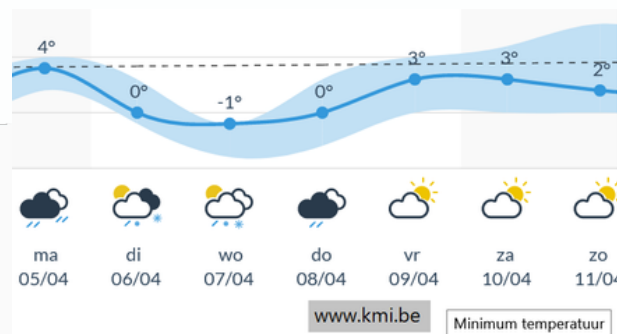 4°
0°
-1°
0°
3°
3°
2°
ma
05/04
di
06/04
wo
07/04
do
08/04
vr
09/04
za
10/04
zo
11/04
www.kmi.be
Minimum temperatuur